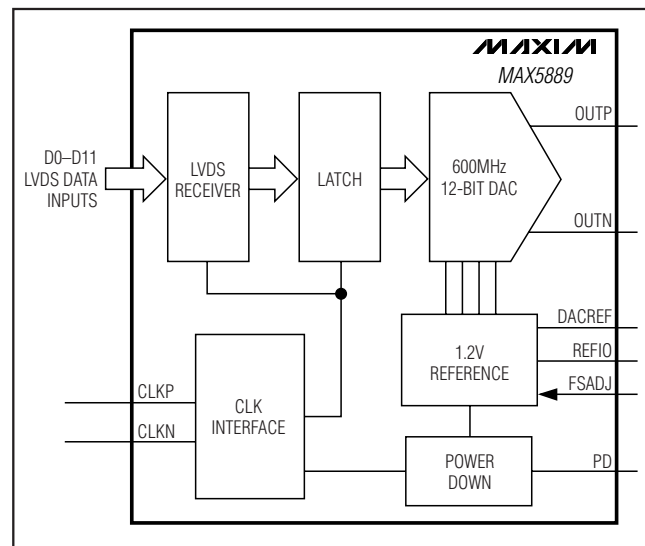 MAXIM
MAX5889
D0–D11
LVDS DATA
INPUTS
LVDS
RECEIVER
LATCH
600MHz
12-BIT DAC
OUTP
OUTN
1.2V
REFERENCE
DACREF
REFIO
FSADJ
CLKP
CLKN
CLK
INTERFACE
POWER
DOWN
PD